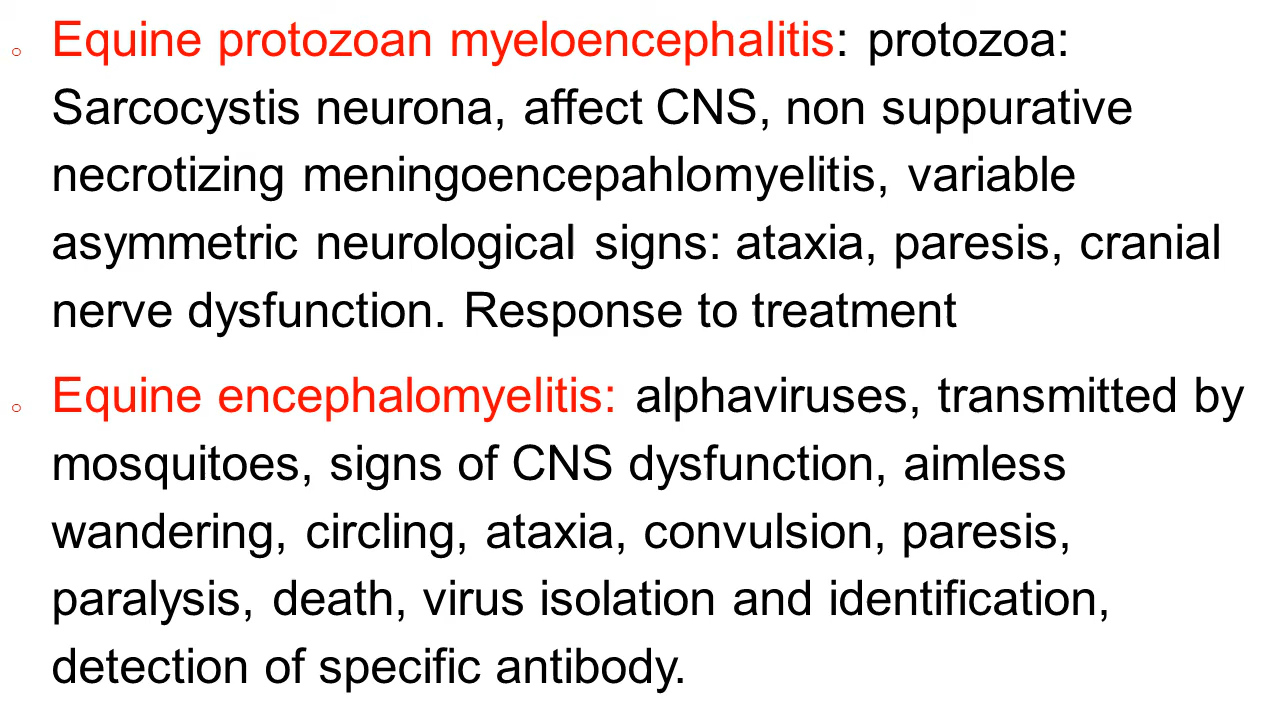 ○ Equine protozoan myeloencephalitis: protozoa:
Sarcocystis neurona, affect CNS, non suppurative
necrotizing meningoencepahlomyelitis, variable
asymmetric neurological signs: ataxia, paresis, cranial
nerve dysfunction. Response to treatment
○ Equine encephalomyelitis: alphaviruses, transmitted by
mosquitoes, signs of CNS dysfunction, aimless
wandering, circling, ataxia, convulsion, paresis,
paralysis, death, virus isolation and identification,
detection of specific antibody.